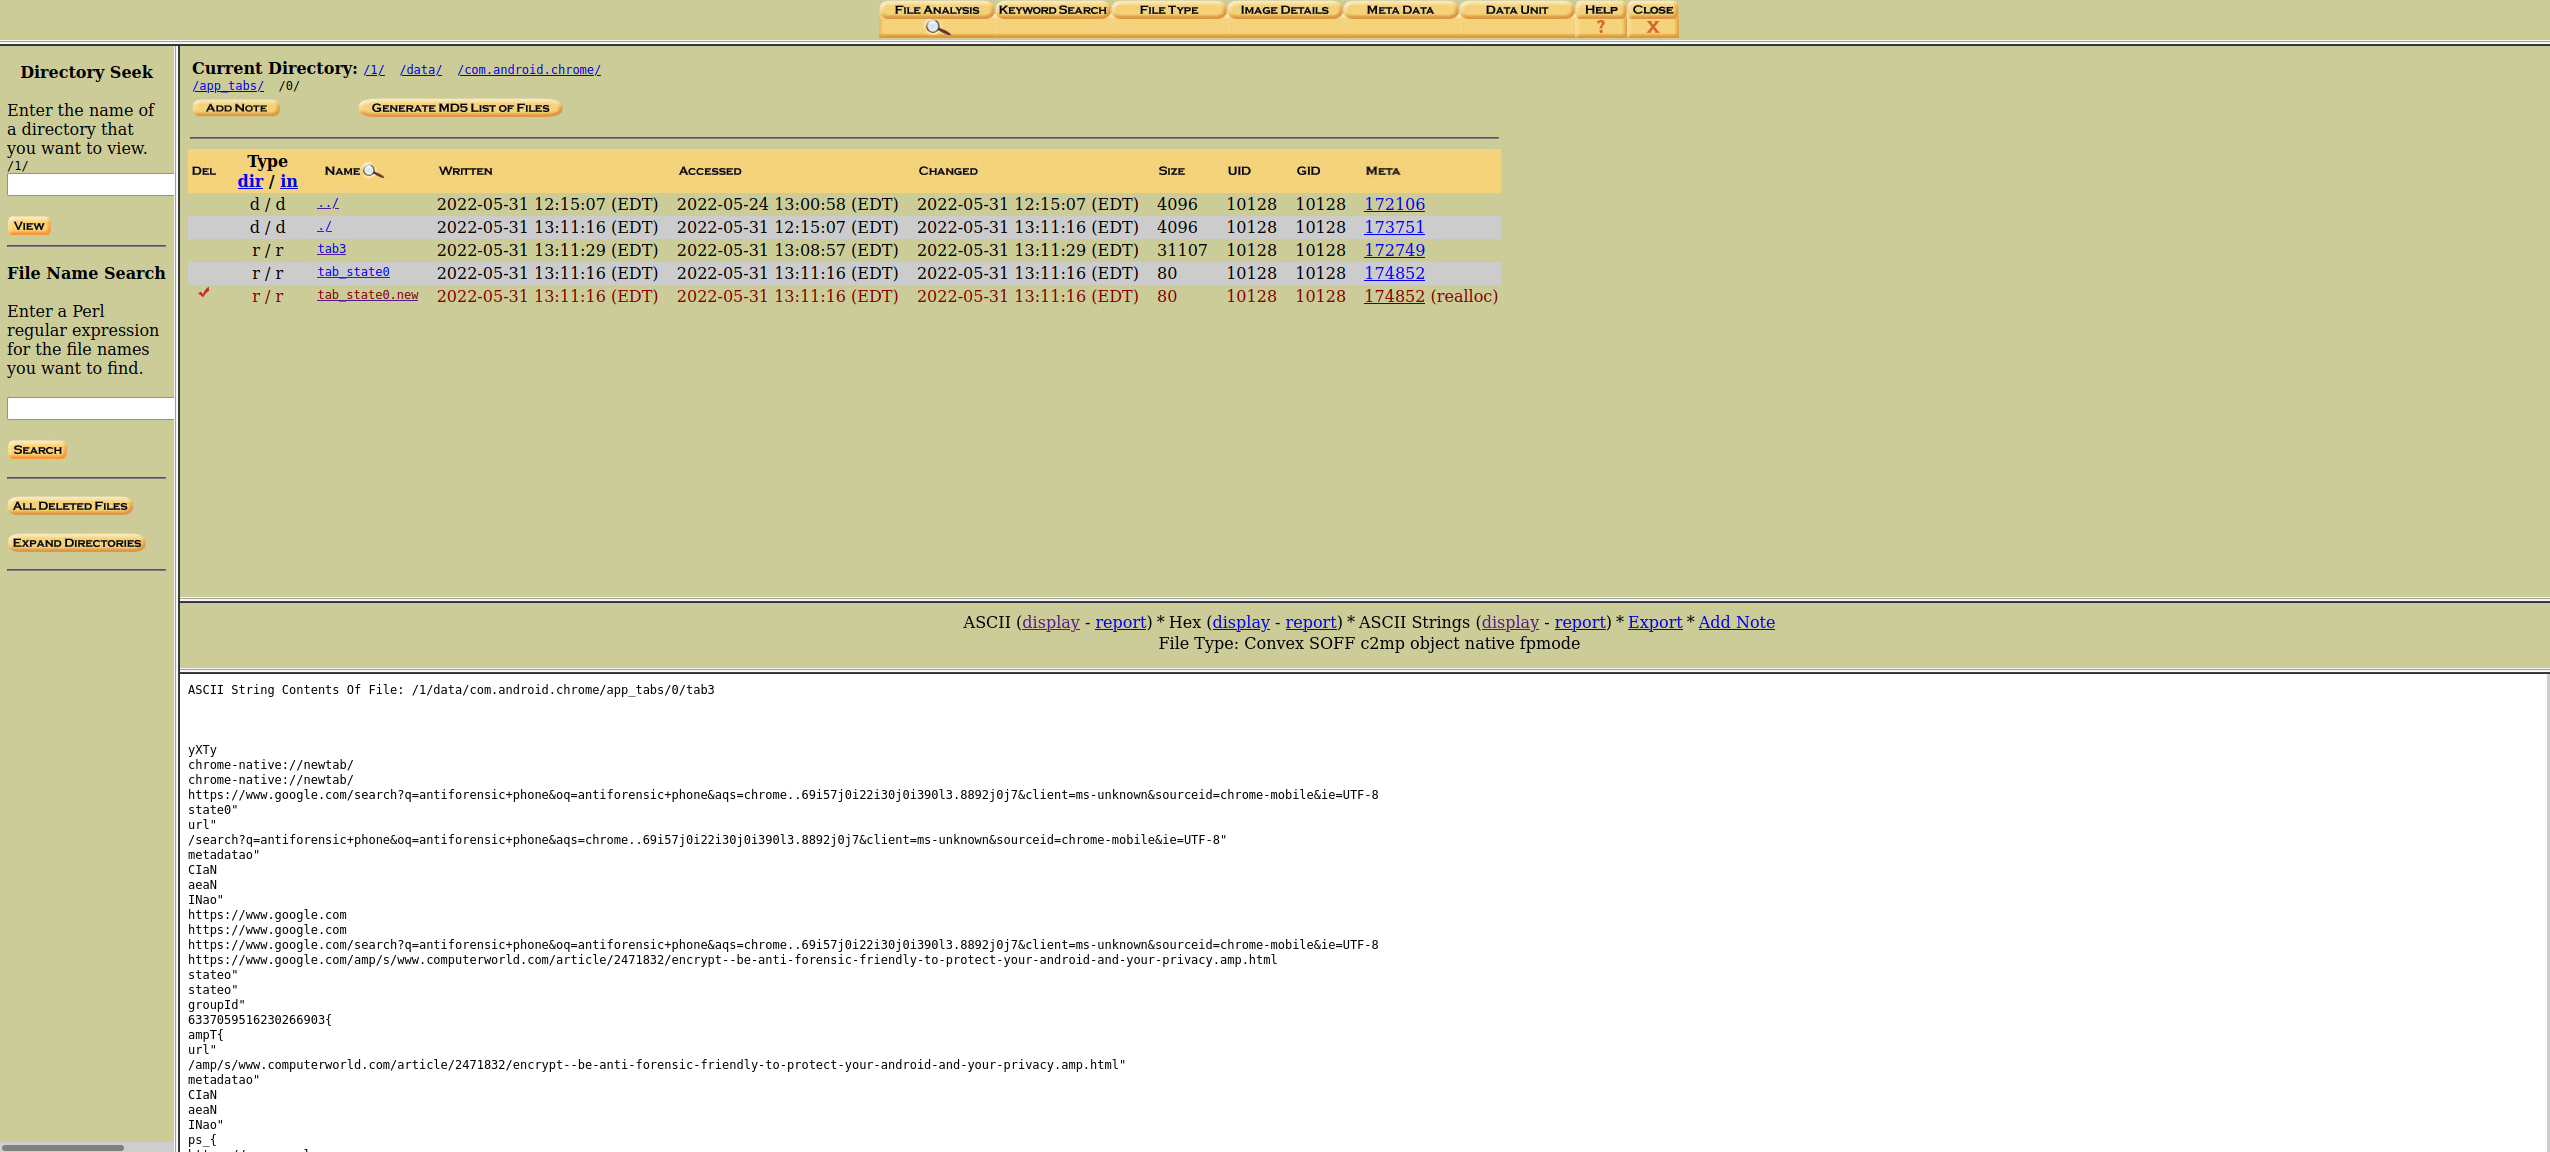 FILE ANALYSIS KEYWORD SEARCH FILE TYPE IMAGE DETAILS META DATA DATA UNIT HELP CLOSE
? X
Directory Seek
Enter the name of
a directory that
you want to view.
/1/
VIEW
File Name Search
Enter a Perl
regular expression
for the file names
you want to find.
SEARCH
ALL DELETED FILES
EXPAND DIRECTORIES
Current Directory: /1/ /data/ /com.android.chrome/
/app_tabs/ /0/
ADD NOTE GENERATE MD5 LIST OF FILES
DEL Type dir / in NAME WRITTEN ACCESSED CHANGED SIZE UID GID META
d / d ../ 2022-05-31 12:15:07 (EDT) 2022-05-24 13:00:58 (EDT) 2022-05-31 12:15:07 (EDT) 4096 10128 10128 172106
d / d ./ 2022-05-31 13:11:16 (EDT) 2022-05-31 12:15:07 (EDT) 2022-05-31 13:11:16 (EDT) 4096 10128 10128 173751
r / r tab3 2022-05-31 13:11:29 (EDT) 2022-05-31 13:08:57 (EDT) 2022-05-31 13:11:29 (EDT) 31107 10128 10128 172749
r / r tab_state0 2022-05-31 13:11:16 (EDT) 2022-05-31 13:11:16 (EDT) 2022-05-31 13:11:16 (EDT) 80 10128 10128 174852
r / r tab_state0.new 2022-05-31 13:11:16 (EDT) 2022-05-31 13:11:16 (EDT) 2022-05-31 13:11:16 (EDT) 80 10128 10128 174852 (realloc)
ASCII (display - report) * Hex (display - report) * ASCII Strings (display - report) * Export * Add Note
File Type: Convex SOFF c2mp object native fpmode
ASCII String Contents Of File: /1/data/com.android.chrome/app_tabs/0/tab3
yXTy
chrome-native://newtab/
chrome-native://newtab/
https://www.google.com/search?q=antiforensic+phone&oq=antiforensic+phone&aqs=chrome..69i57j0i22i30j0i390l3.8892j0j7&client=ms-unknown&sourceid=chrome-mobile&ie=UTF-8
state0"
url"
/search?q=antiforensic+phone&oq=antiforensic+phone&aqs=chrome..69i57j0i22i30j0i390l3.8892j0j7&client=ms-unknown&sourceid=chrome-mobile&ie=UTF-8"
metadatao"
CIaN
aeaN
INao"
https://www.google.com
https://www.google.com
https://www.google.com/search?q=antiforensic+phone&oq=antiforensic+phone&aqs=chrome..69i57j0i22i30j0i390l3.8892j0j7&client=ms-unknown&sourceid=chrome-mobile&ie=UTF-8
https://www.google.com/amp/s/www.computerworld.com/article/2471832/encrypt--be-anti-forensic-friendly-to-protect-your-android-and-your-privacy.amp.html
stateo"
stateo"
groupId"
6337059516230266903{
ampT{
url"
/amp/s/www.computerworld.com/article/2471832/encrypt--be-anti-forensic-friendly-to-protect-your-android-and-your-privacy.amp.html"
metadatao"
CIaN
aeaN
INao"
ps_{